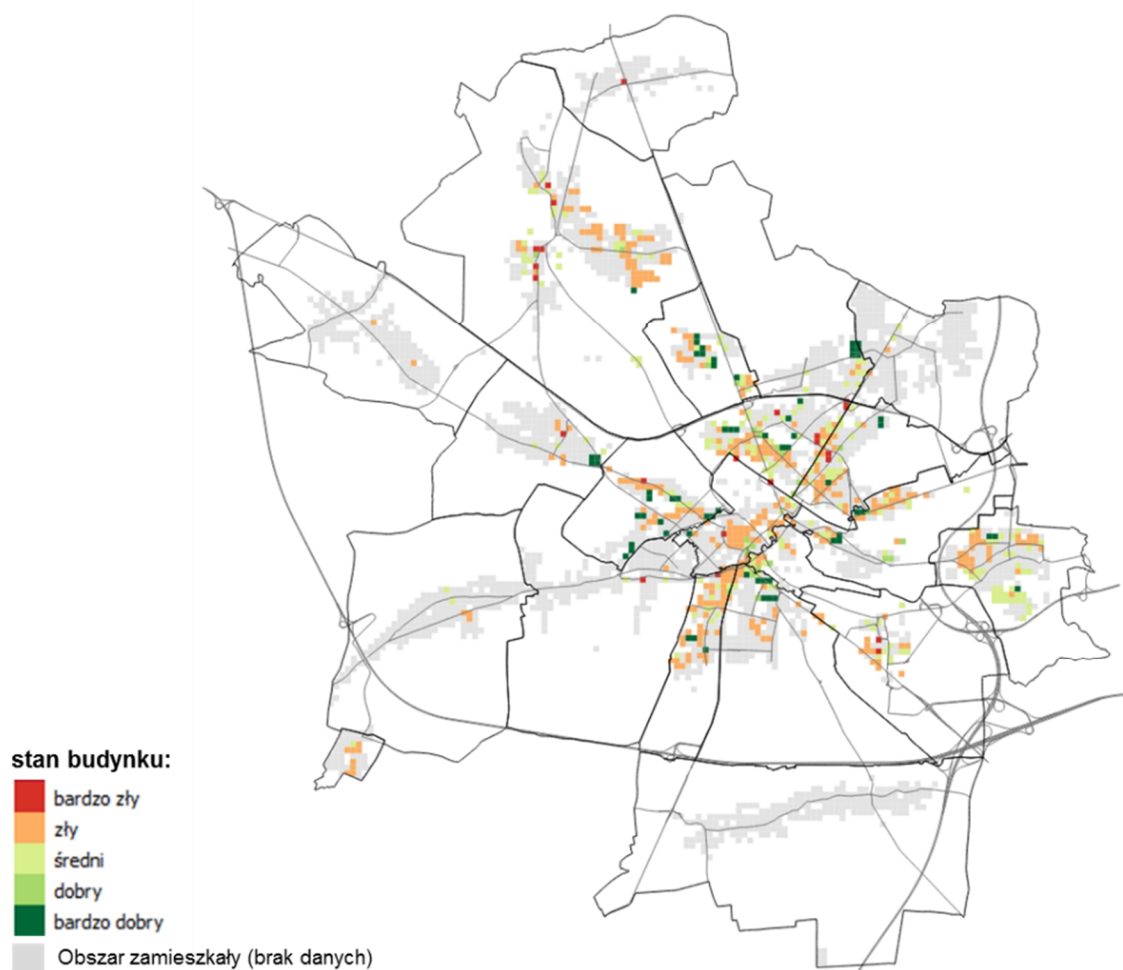 stan budynku:
bardzo zły
zły
średni
dobry
bardzo dobry
Obszar zamieszkały (brak danych)